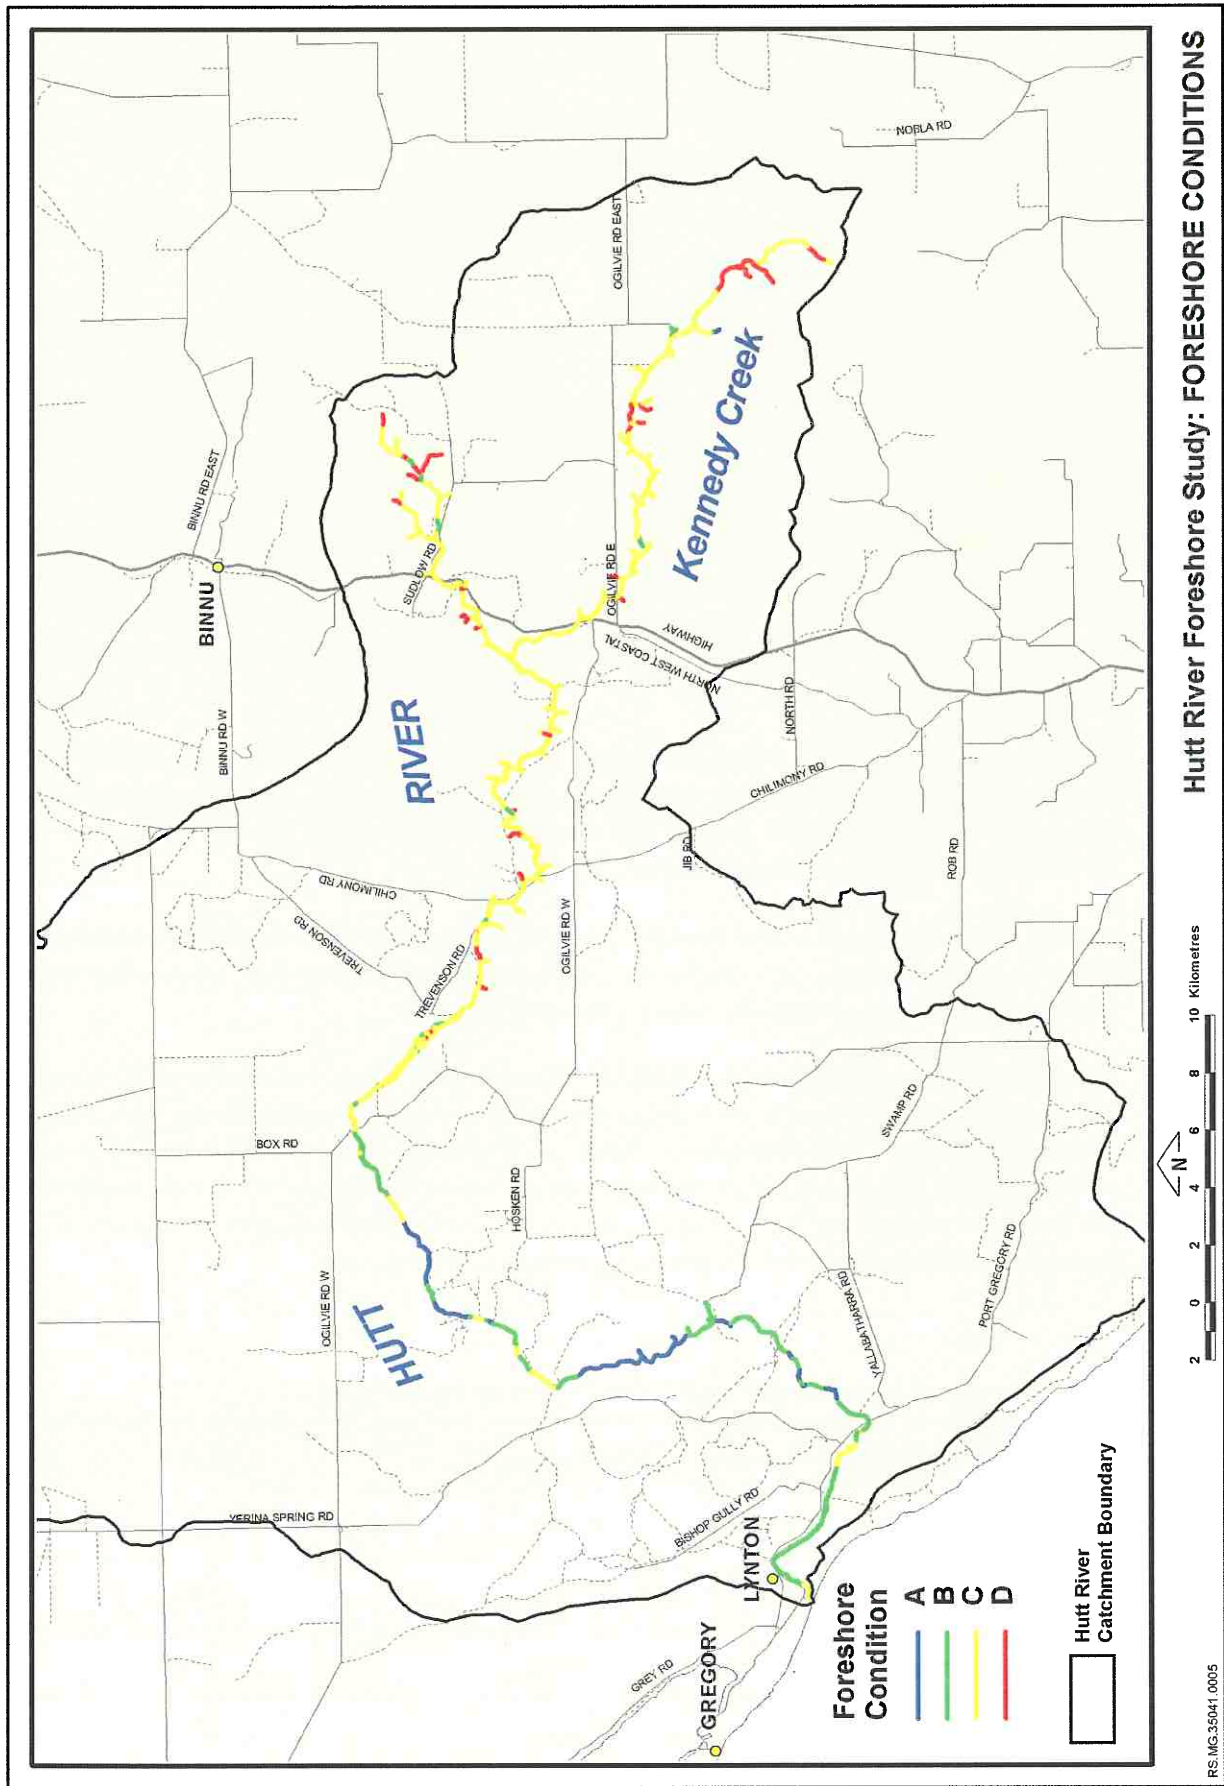 BINNU RD EAST
BINNU
SUDLOW RD
BINNU RD W
RIVER
CHILIMONY RD
TREVENSON RD
TREVENSON RD
OGILVIE RD EAST
NOBLA RD
Kennedy Creek
OGILVIE RD E
NORTH WEST COASTAL
HIGHWAY
NORTH RD
CHILIMONY RD
JIB RD
ROB RD
OGILVIE RD W
BOX RD
HOSKEN RD
OGILVIE RD W
HUTT
SWAMP RD
YALLABATHARRA RD
PORT GREGORY RD
YERINA SPRING RD
BISHOP GULLY RD
LYNTON
GREY RD
GREGORY
Foreshore
Condition
A
B
C
D
Hutt River
Catchment Boundary
2 0 2 4 6 8 10 Kilometres
N
Hutt River Foreshore Study: FORESHORE CONDITIONS
RS.MG.35041.0005